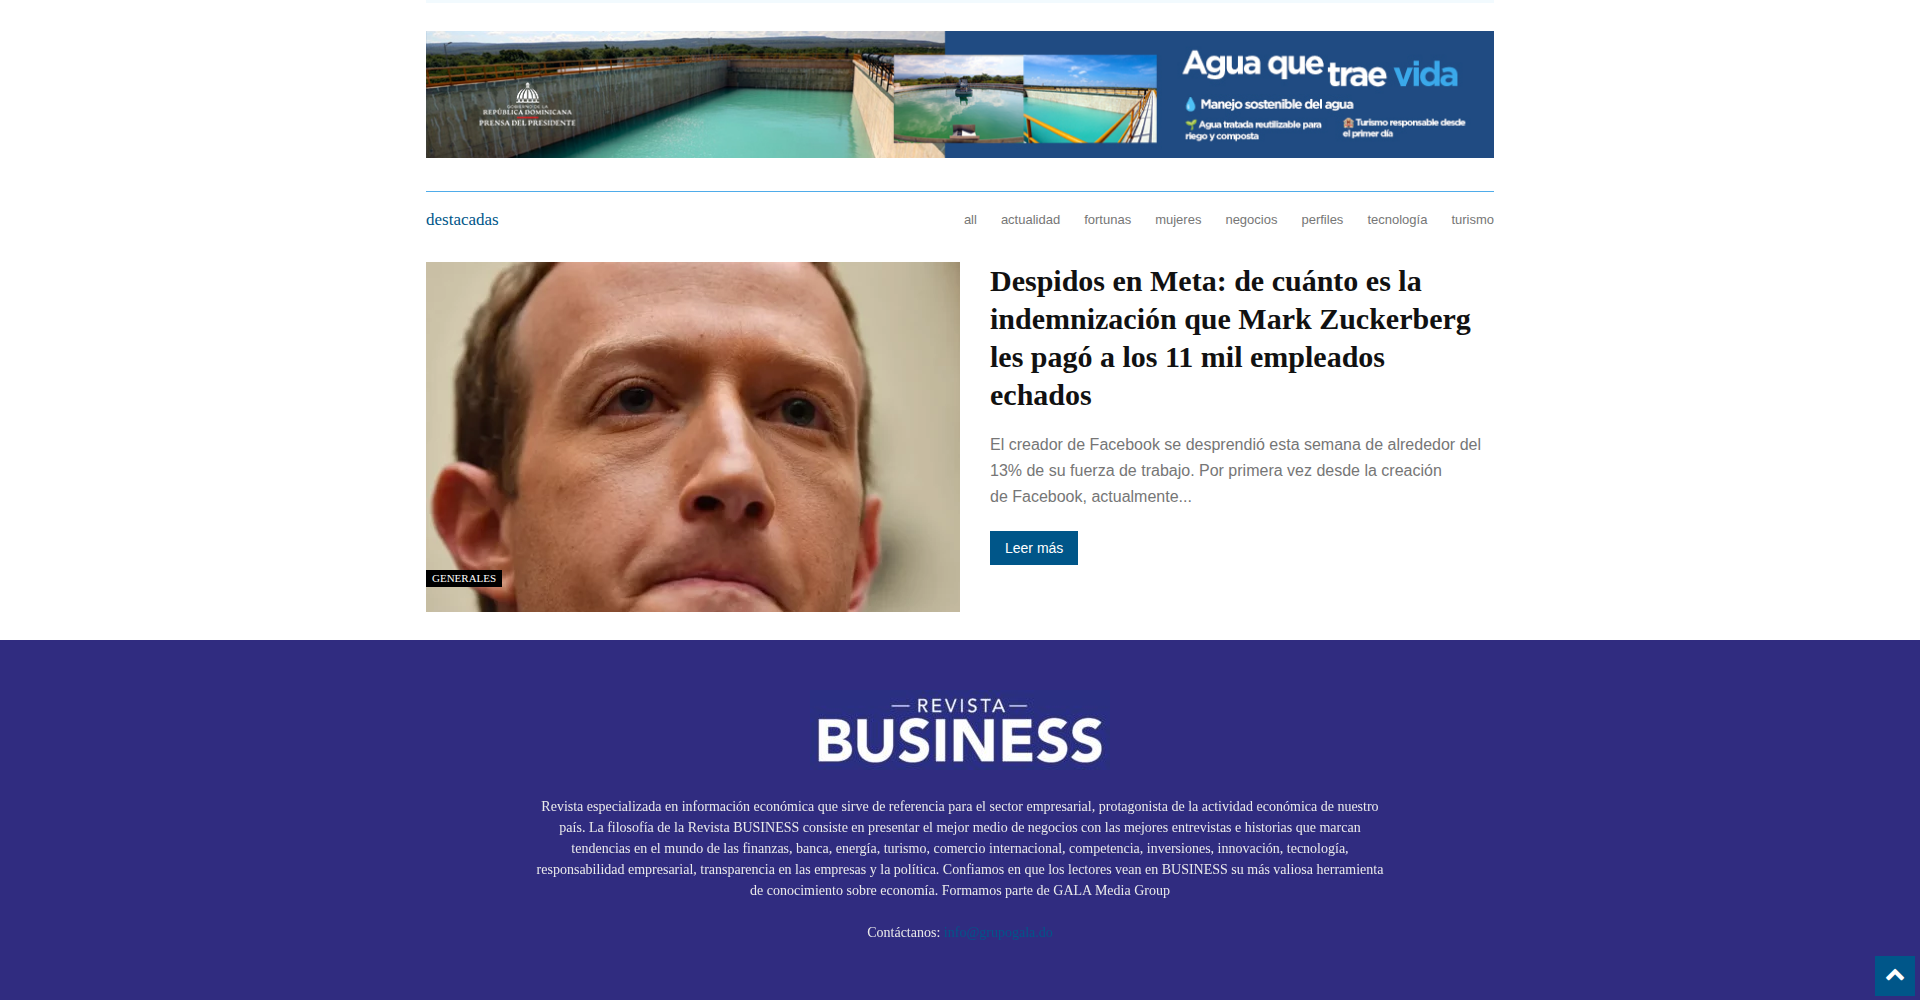 GOBIERNO DE LA
REPÚBLICA DOMINICANA
PRENSA DEL PRESIDENTE
Agua que trae vida
Manejo sostenible del agua
Agua tratada reutilizable para
riego y composta
Turismo responsable desde
el primer día
destacadas
all actualidad fortunas mujeres negocios perfiles tecnología turismo
GENERALES
Despidos en Meta: de cuánto es la
indemnización que Mark Zuckerberg
les pagó a los 11 mil empleados
echados
El creador de Facebook se desprendió esta semana de alrededor del
13% de su fuerza de trabajo. Por primera vez desde la creación
de Facebook, actualmente...
Leer más
— REVISTA —
BUSINESS
Revista especializada en información económica que sirve de referencia para el sector empresarial, protagonista de la actividad económica de nuestro
país. La filosofía de la Revista BUSINESS consiste en presentar el mejor medio de negocios con las mejores entrevistas e historias que marcan
tendencias en el mundo de las finanzas, banca, energía, turismo, comercio internacional, competencia, inversiones, innovación, tecnología,
responsabilidad empresarial, transparencia en las empresas y la política. Confiamos en que los lectores vean en BUSINESS su más valiosa herramienta
de conocimiento sobre economía. Formamos parte de GALA Media Group
Contáctanos: info@grupogala.do